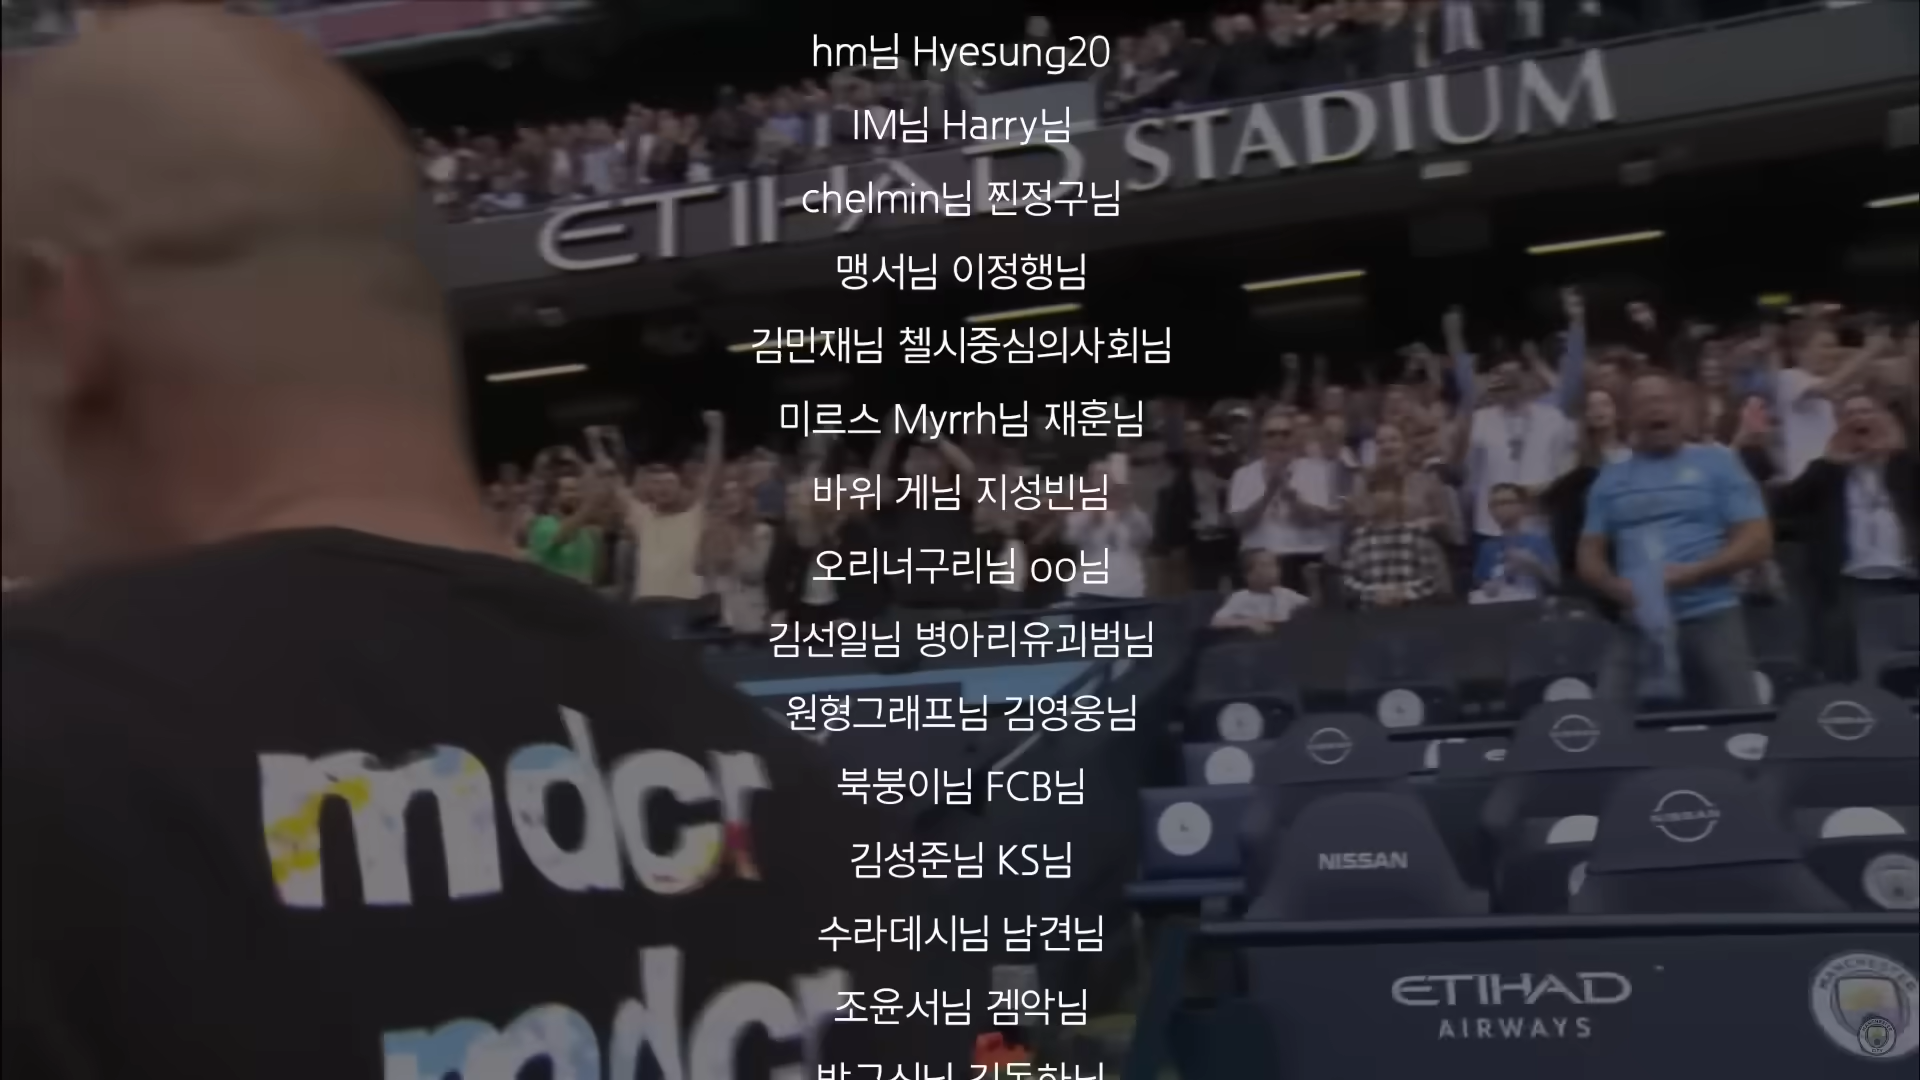 hm님 Hyesung20
IM님 Harry님
ETIHAD STADIUM
chelmin님 찐정구님
맹서님 이정행님
김민재님 첼시중심의사회님
미르스 Myrrh님 재훈님
바위 게님 지성빈님
오리너구리님 oo님
김선일님 병아리유괴범님
원형그래프님 김영웅님
북붕이님 FCB님
김성준님 KS님
수라데시님 남견님
조윤서님 겜악님
mdcr
mdcr
NISSAN
NISSAN
NISSAN
NISSAN
NISSAN
ETIHAD
AIRWAYS
MANCHESTER